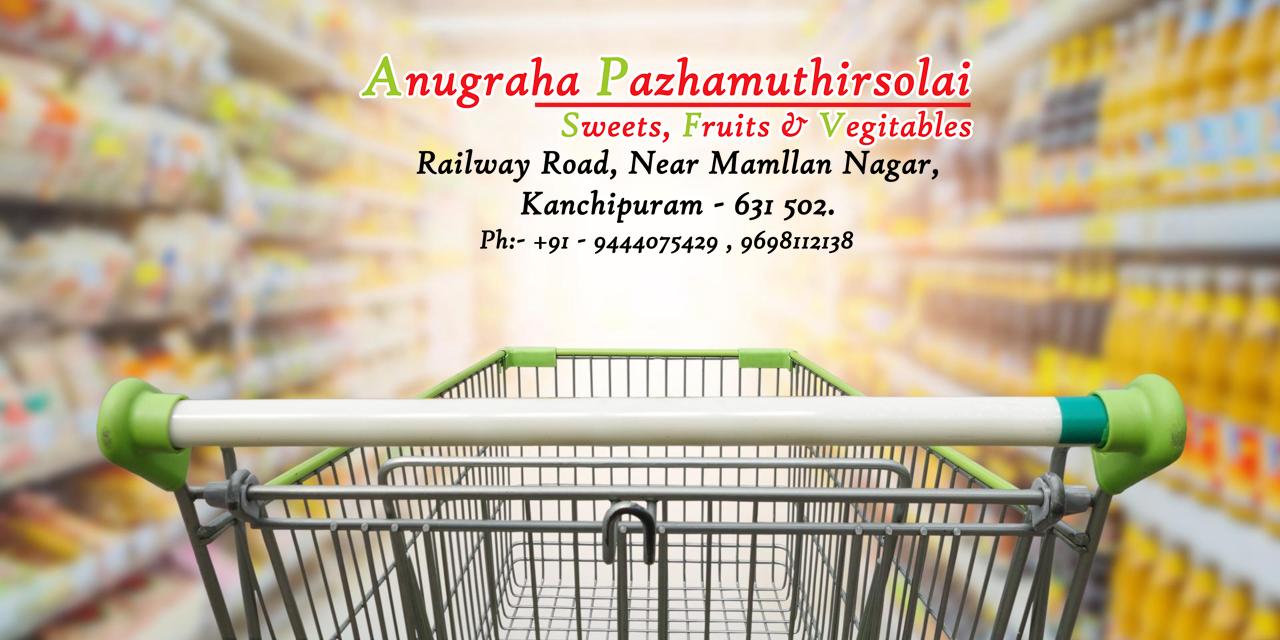 Anugraha Pazhamuthirsolai
Sweets, Fruits & Vegitables
Railway Road, Near Mamllan Nagar,
Kanchipuram - 631 502.
Ph:- +91 - 9444075429 , 9698112138